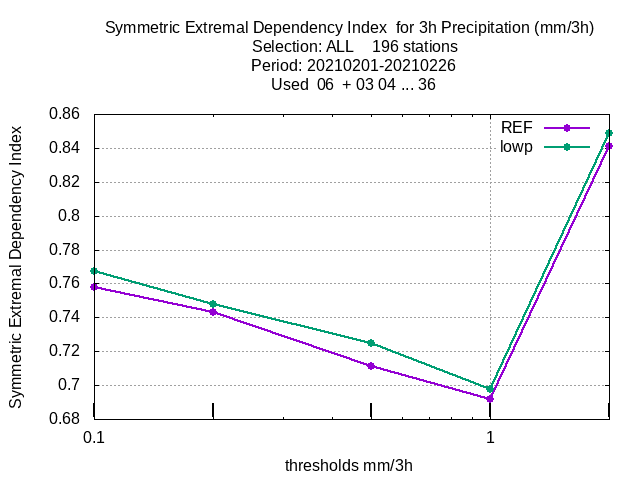 Symmetric Extremal Dependency Index  for 3h Precipitation (mm/3h)
Selection: ALL    196 stations
Period: 20210201-20210226
Used  06  + 03 04 ... 36
Symmetric Extremal Dependency Index
0.86
0.84
0.82
0.8
0.78
0.76
0.74
0.72
0.7
0.68
REF
lowp
0.1
1
thresholds mm/3h